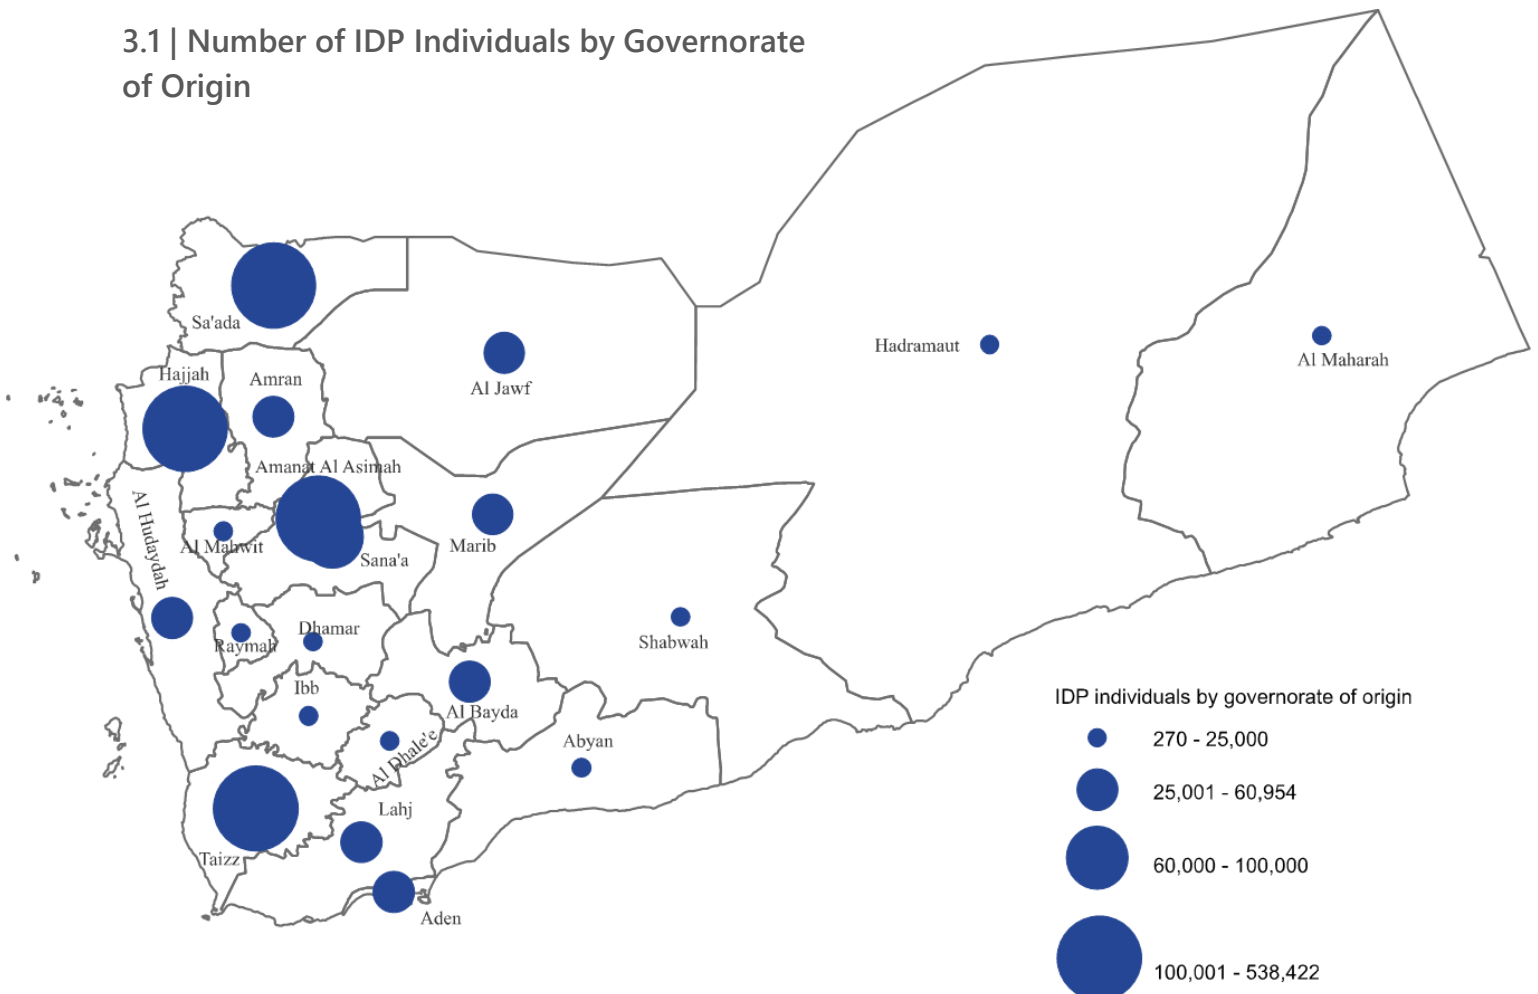 3.1 | Number of IDP Individuals by Governorate
of Origin
Sa'ada
Hajjah
Amran
Al Jawf
Hadramaut
Al Maharah
Amanat Al Asimah
Al Hudaydah
Al Mahwit
Sana'a
Marib
Raymah
Dhamar
Shabwah
Ibb
Al Bayda
Al Dhale'e
Abyan
Lahj
Taizz
Aden
IDP individuals by governorate of origin
270 - 25,000
25,001 - 60,954
60,000 - 100,000
100,001 - 538,422